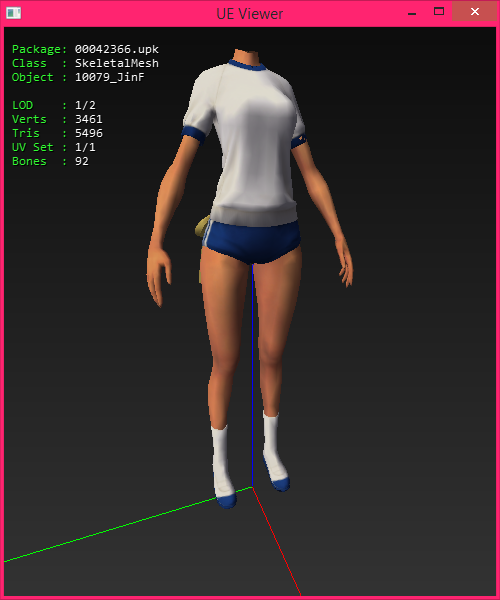 UE Viewer
Package: 00042366.upk
Class : SkeletalMesh
Object : 10079_JinF
LOD : 1/2
Verts : 3461
Tris : 5496
UV Set : 1/1
Bones : 92